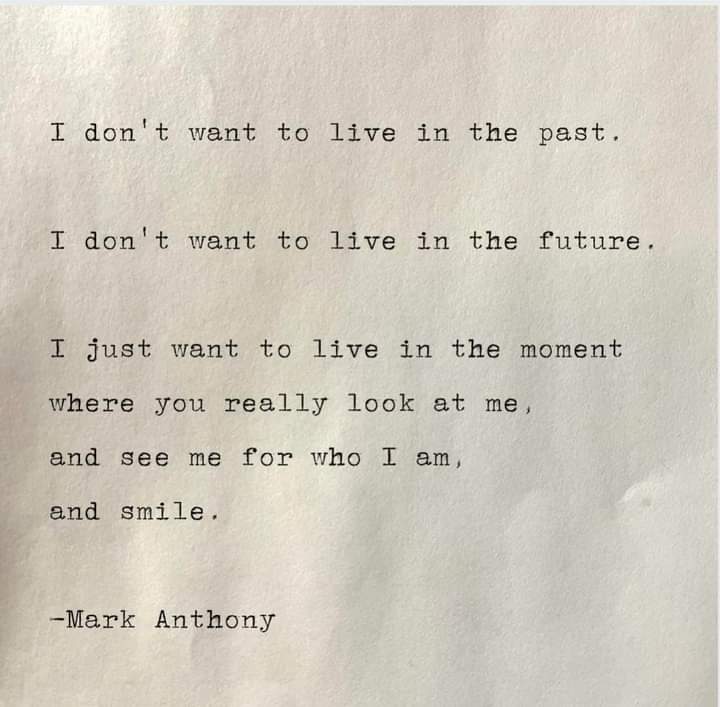 I don't want to live in the past.
I don't want to live in the future.
I just want to live in the moment
where you really look at me,
and see me for who I am,
and smile.
-Mark Anthony